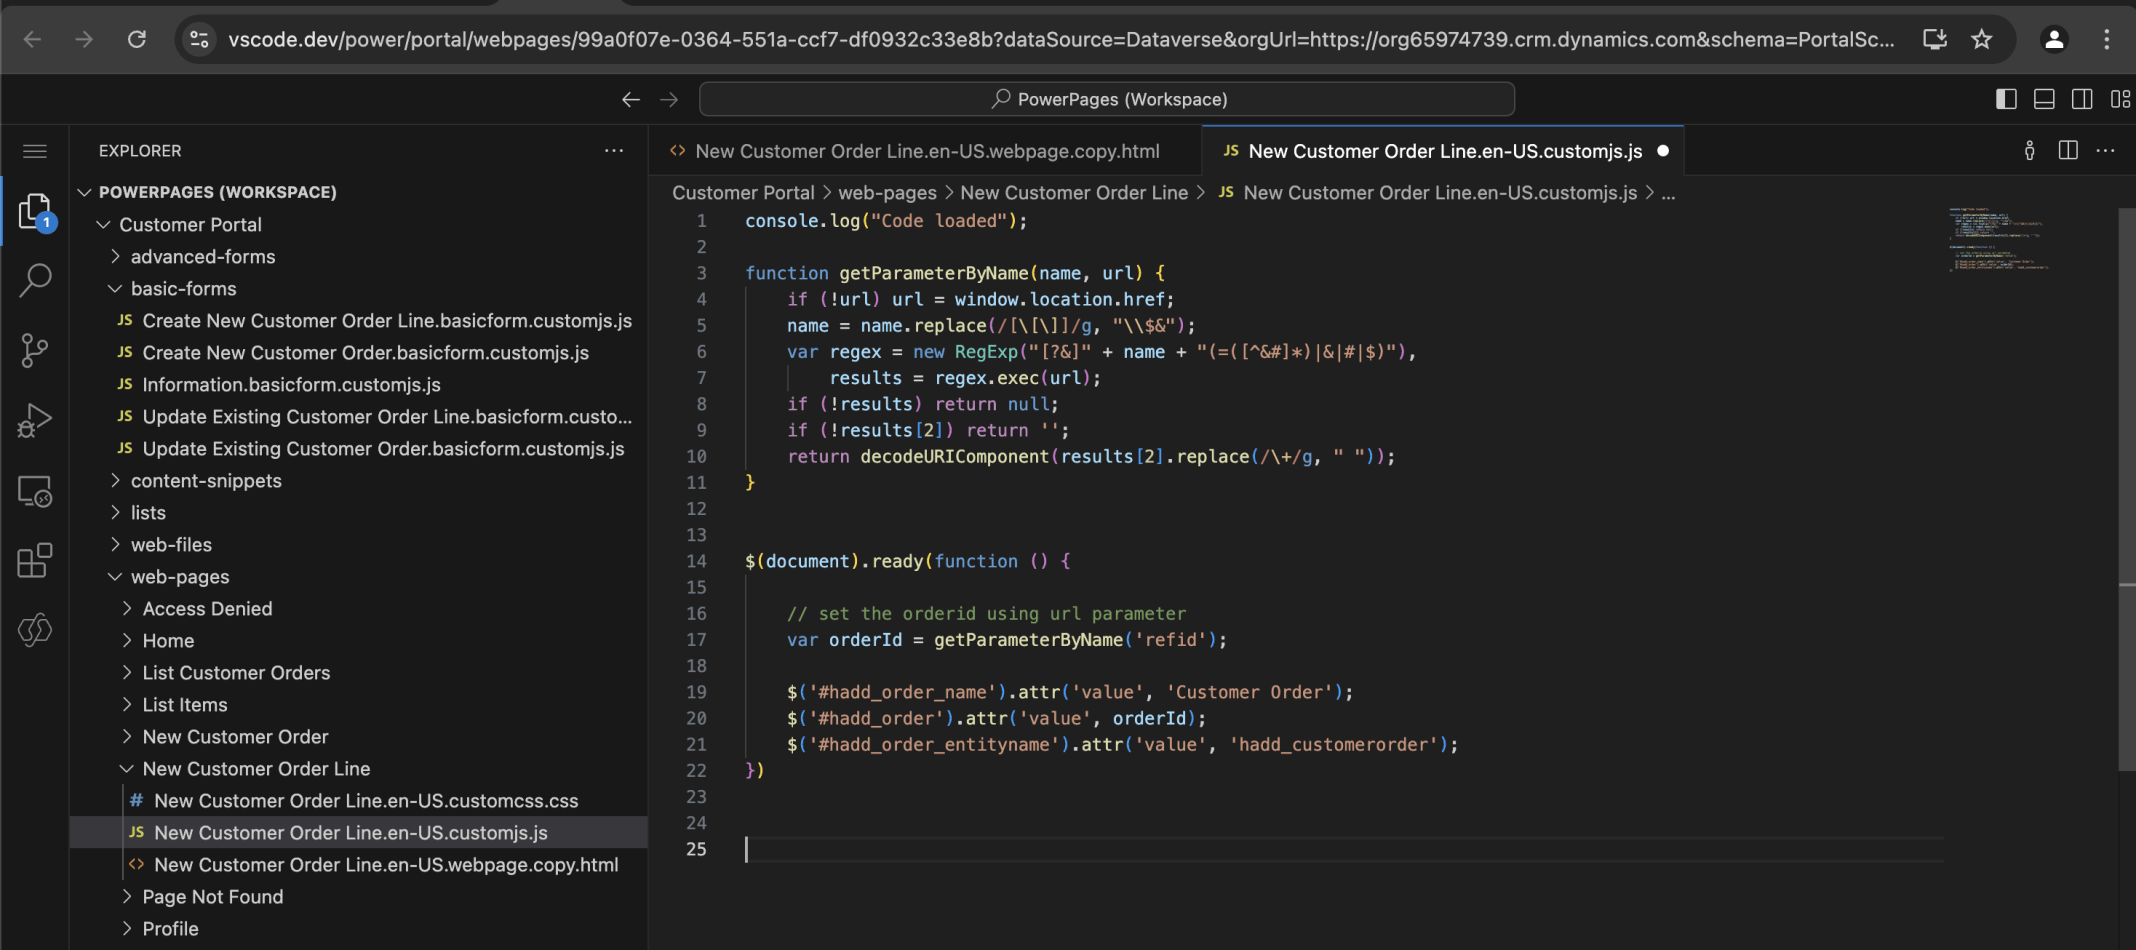 vscode.dev/power/portal/webpages/99a0f07e-0364-551a-ccf7-df0932c33e8b?dataSource=Dataverse&orgUrl=https://org65974739.crm.dynamics.com&schema=PortalSc...
PowerPages (Workspace)
EXPLORER
1
POWERPAGES (WORKSPACE)
Customer Portal
advanced-forms
basic-forms
JS Create New Customer Order Line.basicform.customjs.js
JS Create New Customer Order.basicform.customjs.js
JS Information.basicform.customjs.js
JS Update Existing Customer Order Line.basicform.custo...
JS Update Existing Customer Order.basicform.customjs.js
content-snippets
lists
web-files
web-pages
Access Denied
Home
List Customer Orders
List Items
New Customer Order
New Customer Order Line
# New Customer Order Line.en-US.customcss.css
JS New Customer Order Line.en-US.customjs.js
<> New Customer Order Line.en-US.webpage.copy.html
Page Not Found
Profile
<> New Customer Order Line.en-US.webpage.copy.html
JS New Customer Order Line.en-US.customjs.js
Customer Portal > web-pages > New Customer Order Line > JS New Customer Order Line.en-US.customjs.js > ...
1 console.log("Code loaded");
2
3 function getParameterByName(name, url) {
4 if (!url) url = window.location.href;
5 name = name.replace(/[\[\]]/g, "\\$&");
6 var regex = new RegExp("[?&]" + name + "(=([^&#]*)|&|#|$)"),
7 results = regex.exec(url);
8 if (!results) return null;
9 if (!results[2]) return '';
10 return decodeURIComponent(results[2].replace(/\+/g, " "));
11 }
12
13
14 $(document).ready(function () {
15
16 // set the orderid using url parameter
17 var orderId = getParameterByName('refid');
18
19 $('#hadd_order_name').attr('value', 'Customer Order');
20 $('#hadd_order').attr('value', orderId);
21 $('#hadd_order_entityname').attr('value', 'hadd_customerorder');
22 })
23
24
25